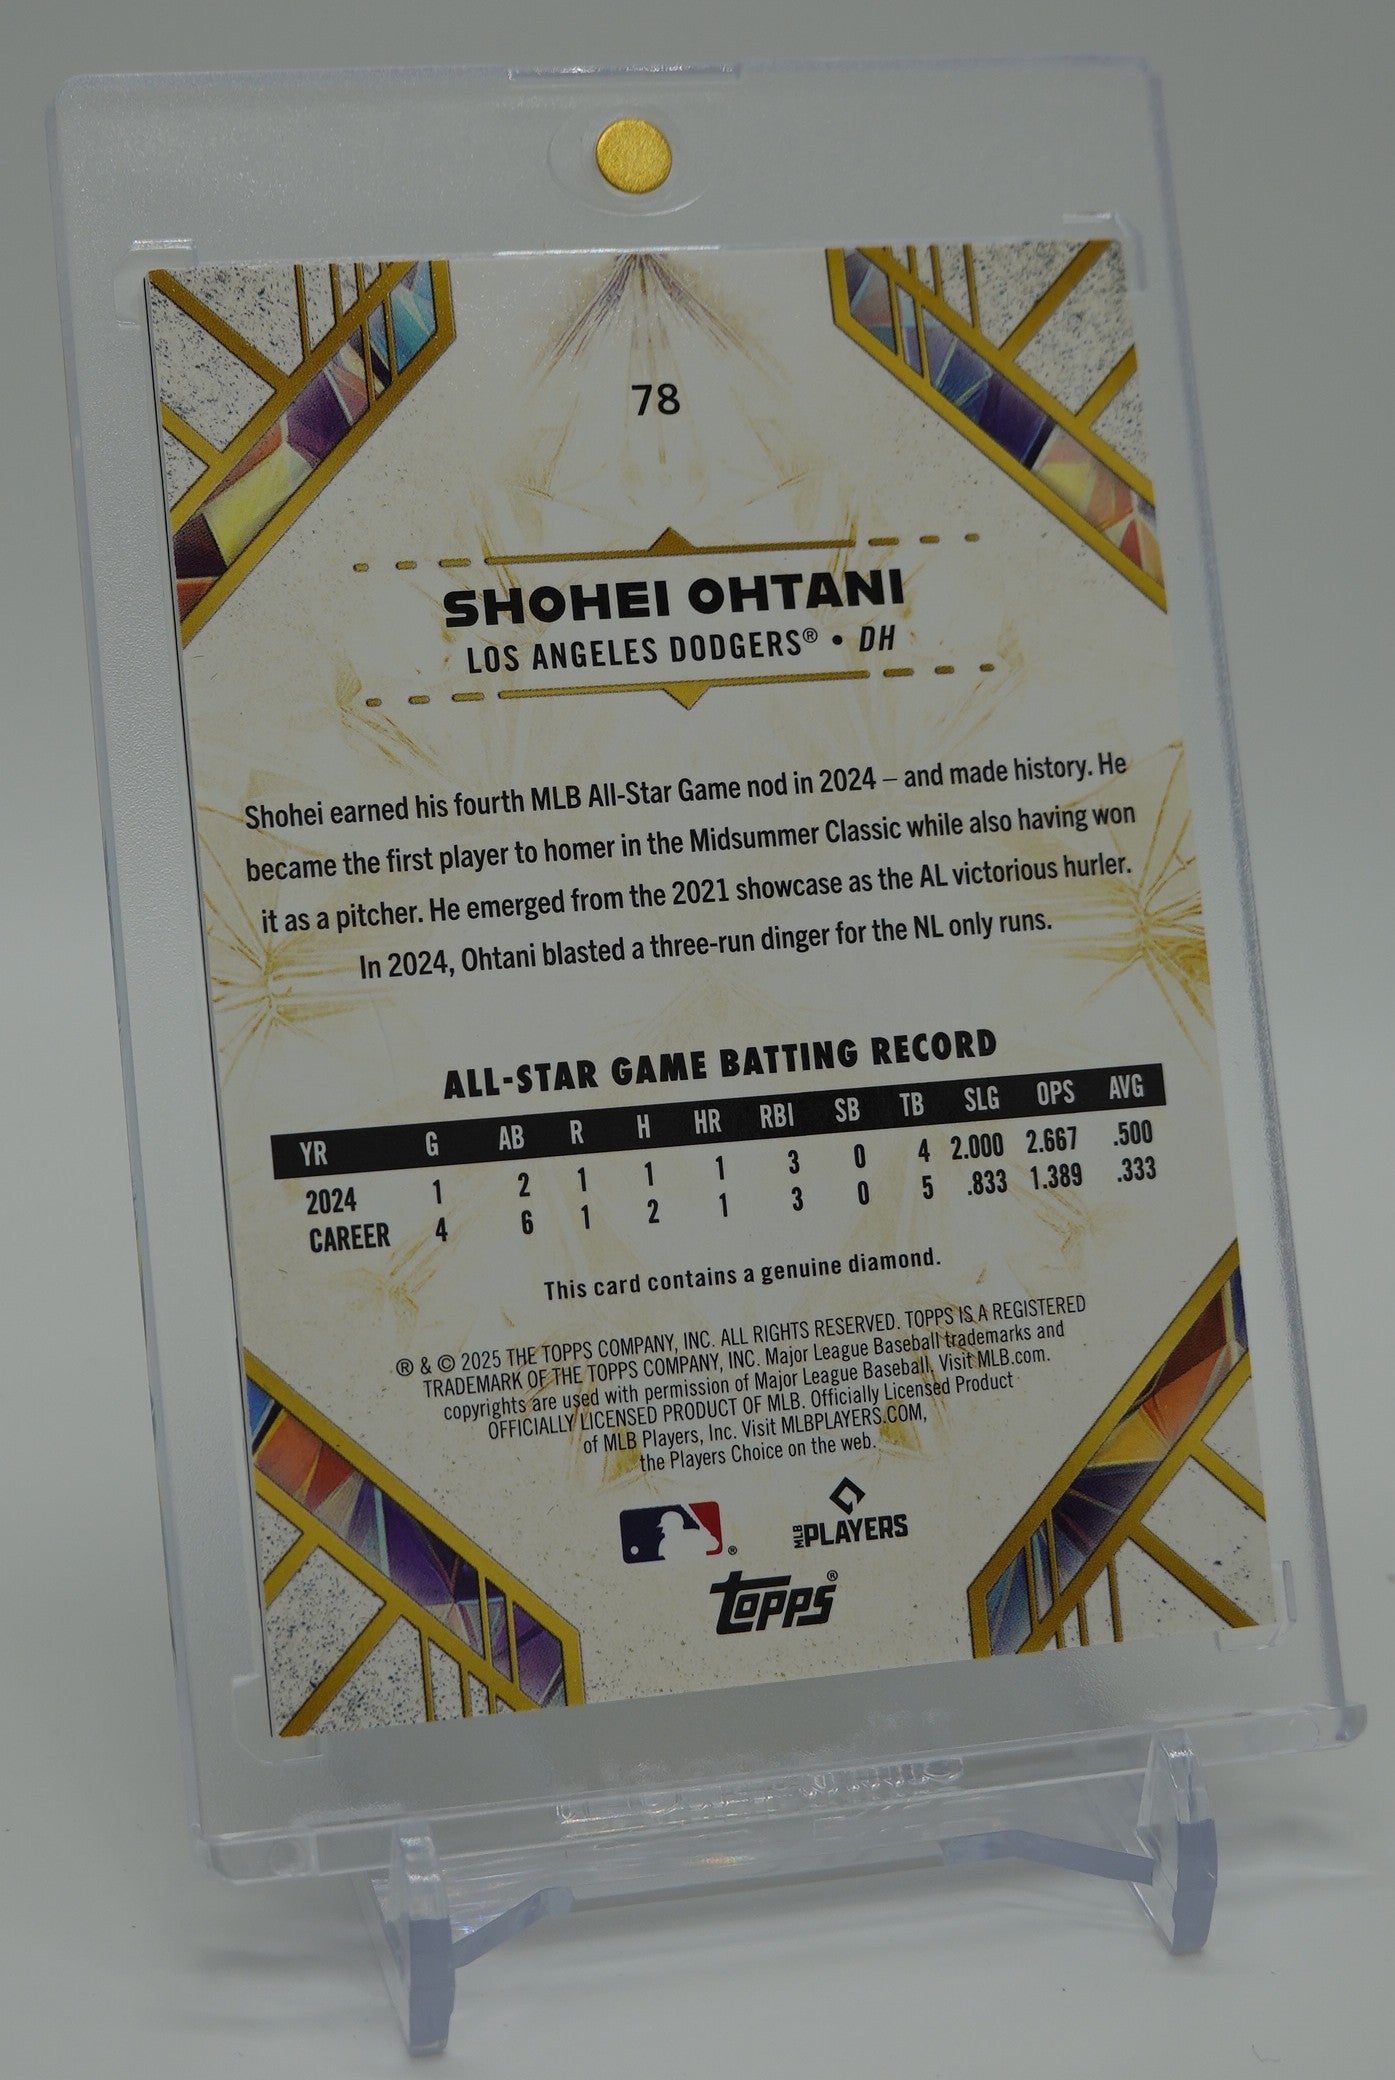 78
SHOHEI OHTANI
LOS ANGELES DODGERS® • DH
Shohei earned his fourth MLB All-Star Game nod in 2024 – and made history. He
became the first player to homer in the Midsummer Classic while also having won
it as a pitcher. He emerged from the 2021 showcase as the AL victorious hurler.
In 2024, Ohtani blasted a three-run dinger for the NL only runs.
ALL-STAR GAME BATTING RECORD
YR G AB R H HR RBI SB TB SLG OPS AVG
2024 1 2 1 1 1 3 0 4 2.000 2.667 .500
CAREER 4 6 1 2 1 3 0 5 .833 1.389 .333
This card contains a genuine diamond.
® & © 2025 THE TOPPS COMPANY, INC. ALL RIGHTS RESERVED. TOPPS IS A REGISTERED
TRADEMARK OF THE TOPPS COMPANY, INC. Major League Baseball trademarks and
copyrights are used with permission of Major League Baseball. Visit MLB.com.
OFFICIALLY LICENSED PRODUCT OF MLB. Officially Licensed Product
of MLB Players, Inc. Visit MLBPLAYERS.COM,
the Players Choice on the web.
®
MLB PLAYERS
topps®